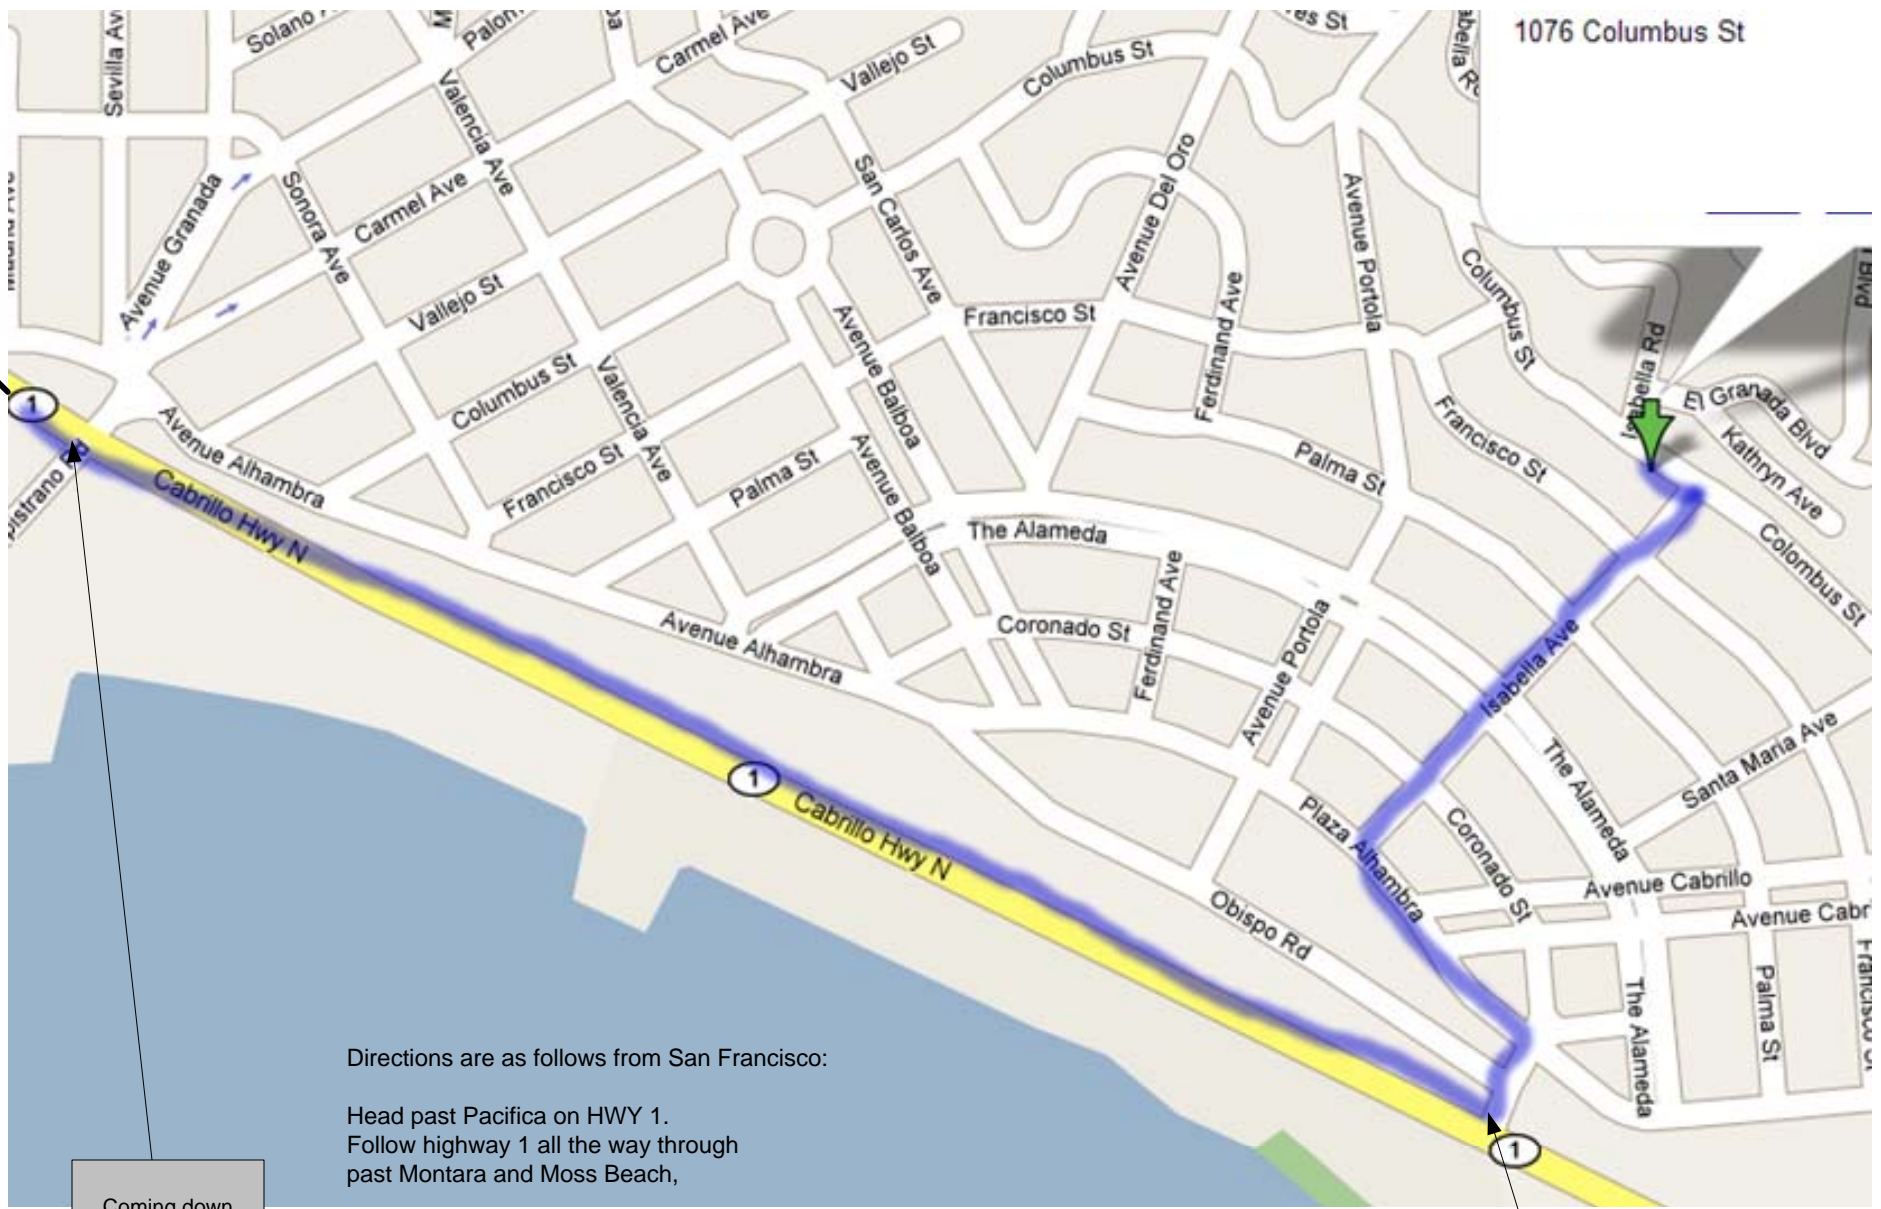 1076 Columbus St
Sevilla Av
Solano
Carmel Ave
Vallejo St
Columbus St
es St
Valencia Ave
San Carlos Ave
Avenue Del Oro
Avenue Portola
Columbus St
Avenue Granada
Sonora Ave
Carmel Ave
Vallejo St
Columbus St
Francisco St
Valencia Ave
Avenue Balboa
Avenue Balboa
Palma St
Francisco St
Ferdinand Ave
Palma St
Francisco St
Isabella Rd
El Granada Blvd
Kathryn Ave
Colombus St
Blvd
1
Avenue Alhambra
Cabrillo Hwy N
The Alameda
Coronado St
Ferdinand Ave
Avenue Portola
Isabella Ave
Avenue Alhambra
The Alameda
Santa Maria Ave
1
Cabrillo Hwy N
Plaza Alhambra
Coronado St
Avenue Cabrillo
Avenue Cabr
Obispo Rd
The Alameda
Palma St
1
Directions are as follows from San Francisco:
Head past Pacifica on HWY 1.
Follow highway 1 all the way through
past Montara and Moss Beach,
Coming down